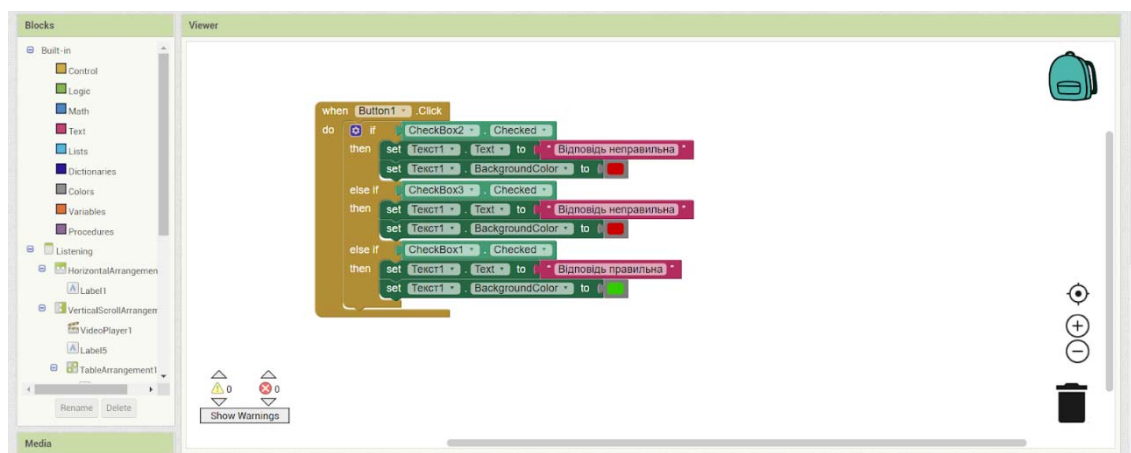 Blocks
Viewer
Built-in
Control
Logic
Math
Text
Lists
Dictionaries
Colors
Variables
Procedures
Listening
HorizontalArrangemen
Label1
VerticalScrollArrangem
VideoPlayer1
Label5
TableArrangement1
Rename Delete
Media
when Button1 .Click
do if CheckBox2 . Checked
then set Текст1 . Text to " Відповідь неправильна "
set Текст1 . BackgroundColor to
else if CheckBox3 . Checked
then set Текст1 . Text to " Відповідь неправильна "
set Текст1 . BackgroundColor to
else if CheckBox1 . Checked
then set Текст1 . Text to " Відповідь правильна "
set Текст1 . BackgroundColor to
0 0
Show Warnings